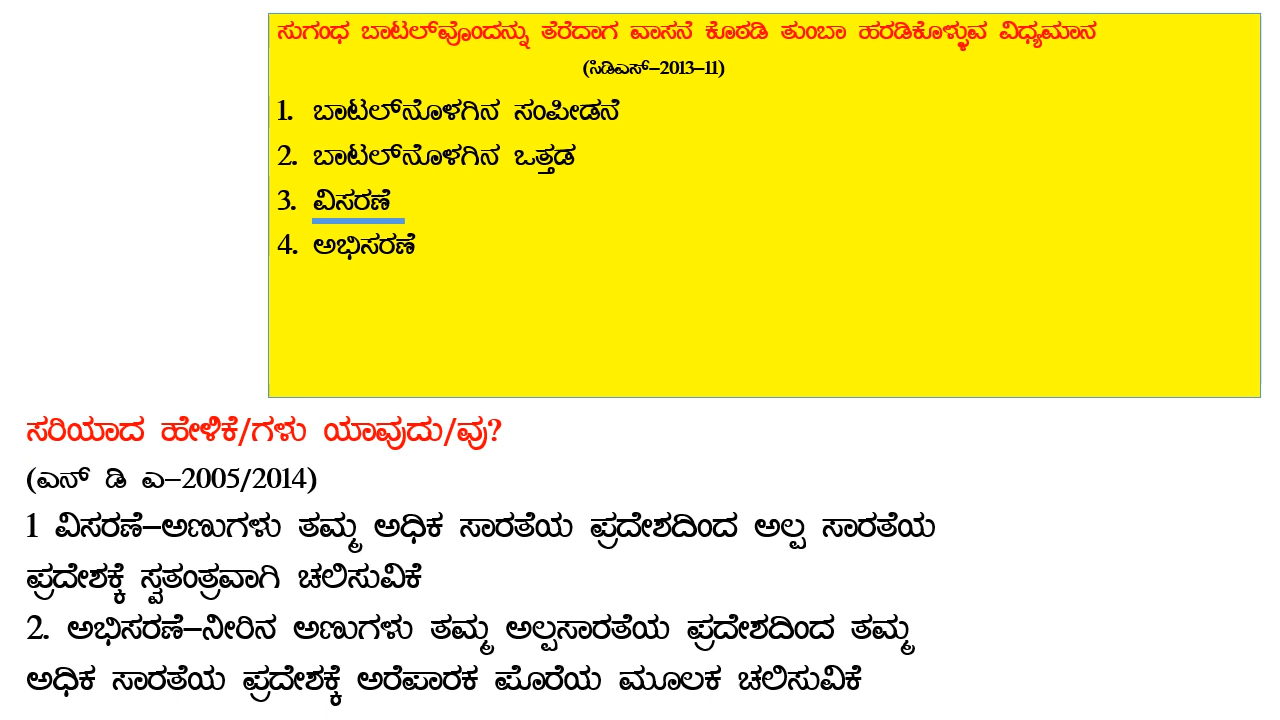 ಸುಗಂಧ ಬಾಟಲ್‌ವೊಂದನ್ನು ತೆರೆದಾಗ ವಾಸನೆ ಕೊಠಡಿ ತುಂಬಾ ಹರಡಿಕೊಳ್ಳುವ ವಿಧ್ಯಮಾನ
(ಸಿಡಿಎಸ್–2013–11)
1. ಬಾಟಲ್‌ನೊಳಗಿನ ಸಂಪೀಡನೆ
2. ಬಾಟಲ್‌ನೊಳಗಿನ ಒತ್ತಡ
3. ವಿಸರಣೆ
4. ಅಭಿಸರಣೆ
ಸರಿಯಾದ ಹೇಳಿಕೆ/ಗಳು ಯಾವುದು/ವು?
(ಎನ್ ಡಿ ಎ–2005/2014)
1 ವಿಸರಣೆ–ಅಣುಗಳು ತಮ್ಮ ಅಧಿಕ ಸಾರತೆಯ ಪ್ರದೇಶದಿಂದ ಅಲ್ಪ ಸಾರತೆಯ
ಪ್ರದೇಶಕ್ಕೆ ಸ್ವತಂತ್ರವಾಗಿ ಚಲಿಸುವಿಕೆ
2. ಅಭಿಸರಣೆ–ನೀರಿನ ಅಣುಗಳು ತಮ್ಮ ಅಲ್ಪಸಾರತೆಯ ಪ್ರದೇಶದಿಂದ ತಮ್ಮ
ಅಧಿಕ ಸಾರತೆಯ ಪ್ರದೇಶಕ್ಕೆ ಅರೆಪಾರಕ ಪೊರೆಯ ಮೂಲಕ ಚಲಿಸುವಿಕೆ